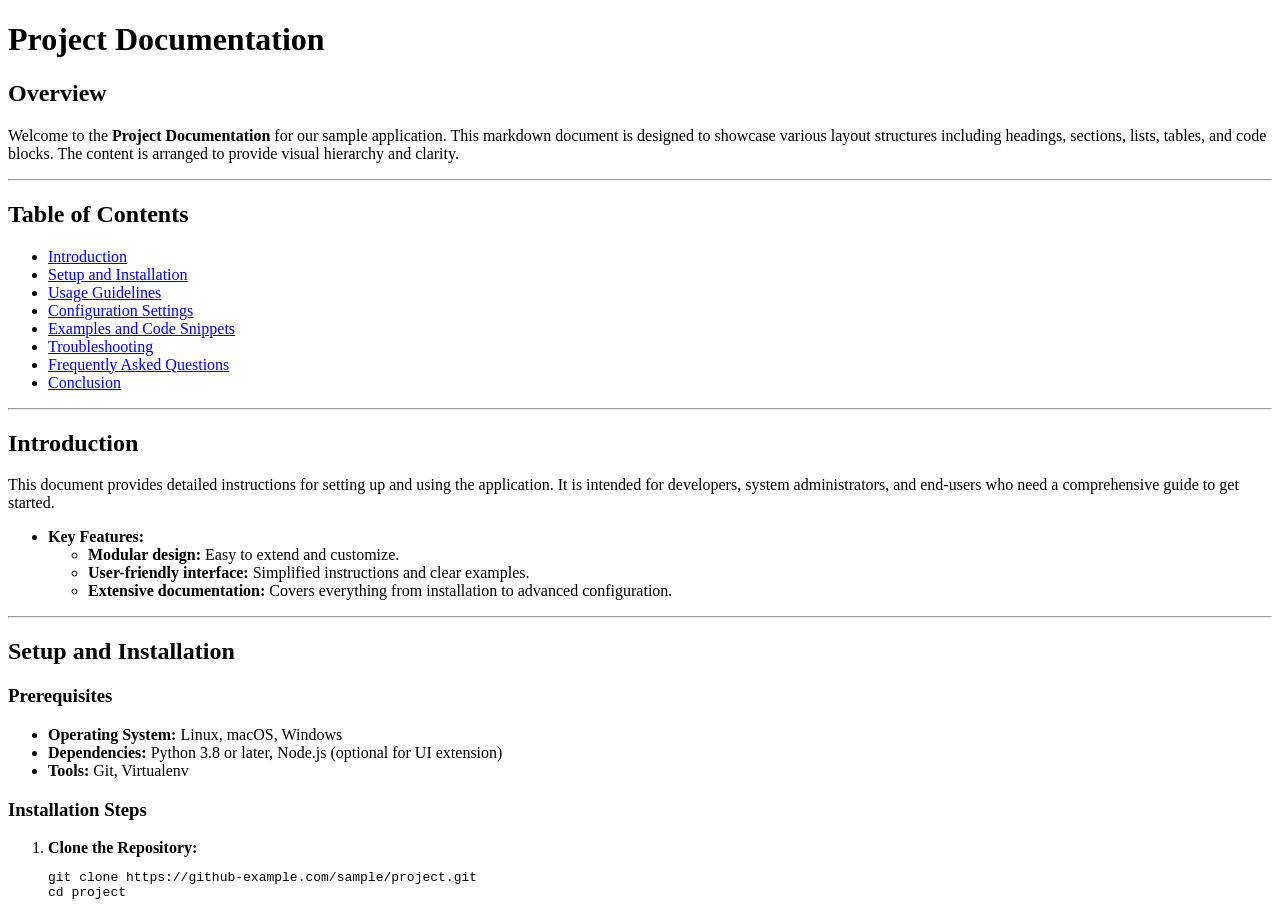 Project Documentation
Overview
Welcome to the Project Documentation for our sample application. This markdown document is designed to showcase various layout structures including headings, sections, lists, tables, and code
blocks. The content is arranged to provide visual hierarchy and clarity.
Table of Contents
Introduction
Setup and Installation
Usage Guidelines
Configuration Settings
Examples and Code Snippets
Troubleshooting
Frequently Asked Questions
Conclusion
Introduction
This document provides detailed instructions for setting up and using the application. It is intended for developers, system administrators, and end-users who need a comprehensive guide to get
started.
Key Features:
Modular design: Easy to extend and customize.
User-friendly interface: Simplified instructions and clear examples.
Extensive documentation: Covers everything from installation to advanced configuration.
Setup and Installation
Prerequisites
Operating System: Linux, macOS, Windows
Dependencies: Python 3.8 or later, Node.js (optional for UI extension)
Tools: Git, Virtualenv
Installation Steps
1. Clone the Repository:
git clone https://github-example.com/sample/project.git
cd project